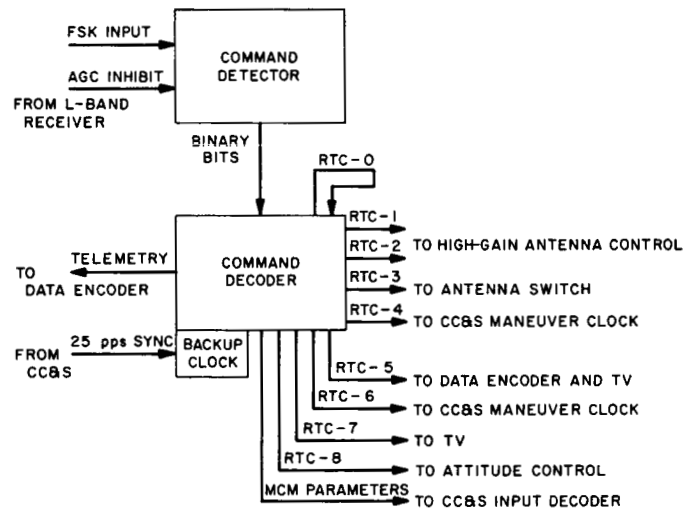 FSK INPUT
AGC INHIBIT
FROM L-BAND
RECEIVER
COMMAND
DETECTOR
BINARY
BITS
RTC-0
RTC-1
RTC-2
TO HIGH-GAIN ANTENNA CONTROL
RTC-3
TO ANTENNA SWITCH
RTC-4
TO CC&S MANEUVER CLOCK
TELEMETRY
TO
DATA ENCODER
COMMAND
DECODER
25 pps SYNC
FROM
CC&S
BACKUP
CLOCK
RTC-5
TO DATA ENCODER AND TV
RTC-6
TO CC&S MANEUVER CLOCK
RTC-7
TO TV
RTC-8
TO ATTITUDE CONTROL
MCM PARAMETERS
TO CC&S INPUT DECODER